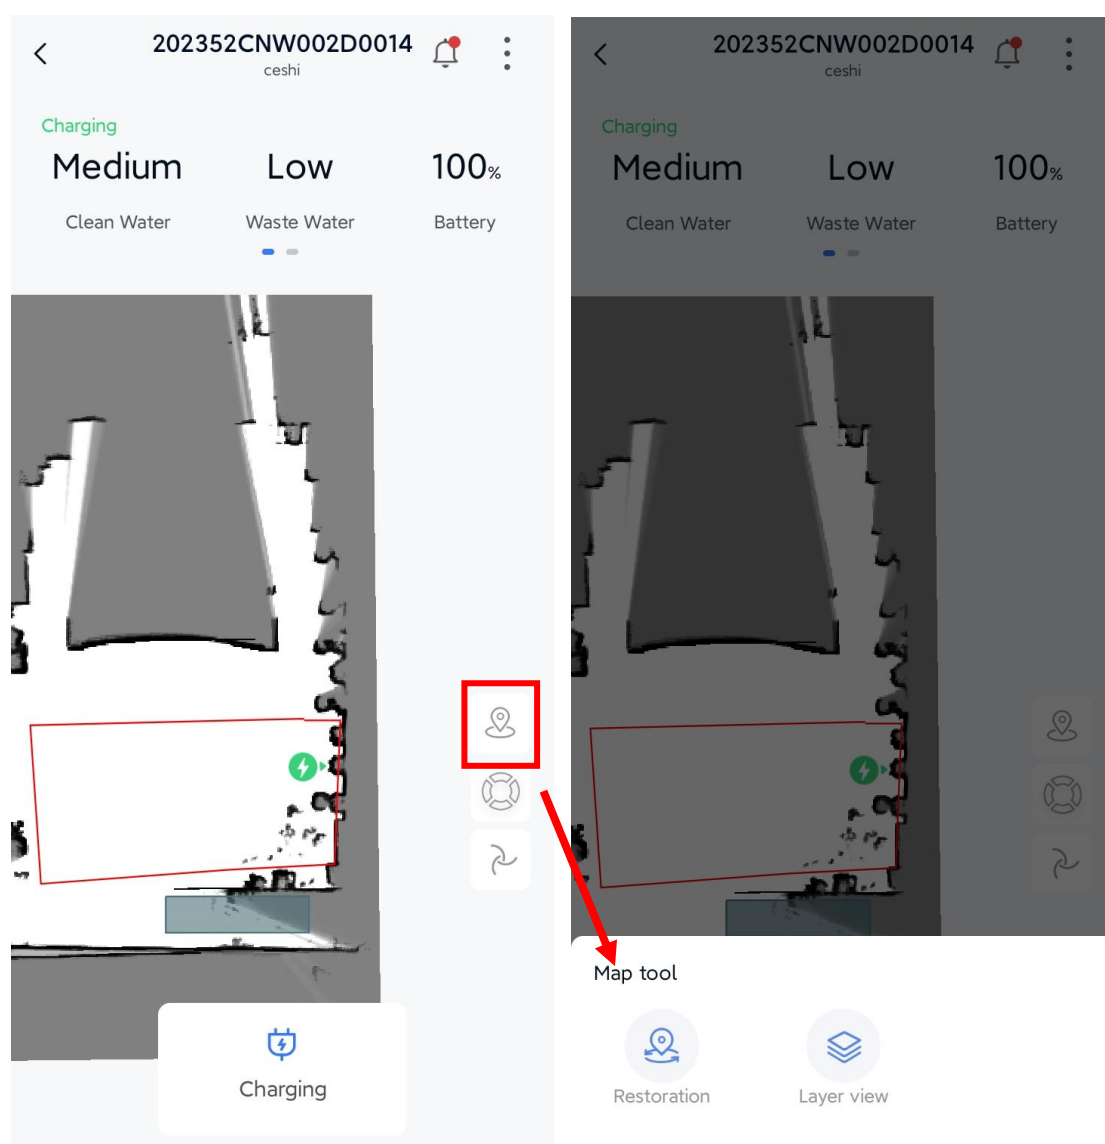 202352CNW002D0014
ceshi
Charging
Medium Low 100%
Clean Water Waste Water Battery
Charging
202352CNW002D0014
ceshi
Charging
Medium Low 100%
Clean Water Waste Water Battery
Map tool
Restoration Layer view